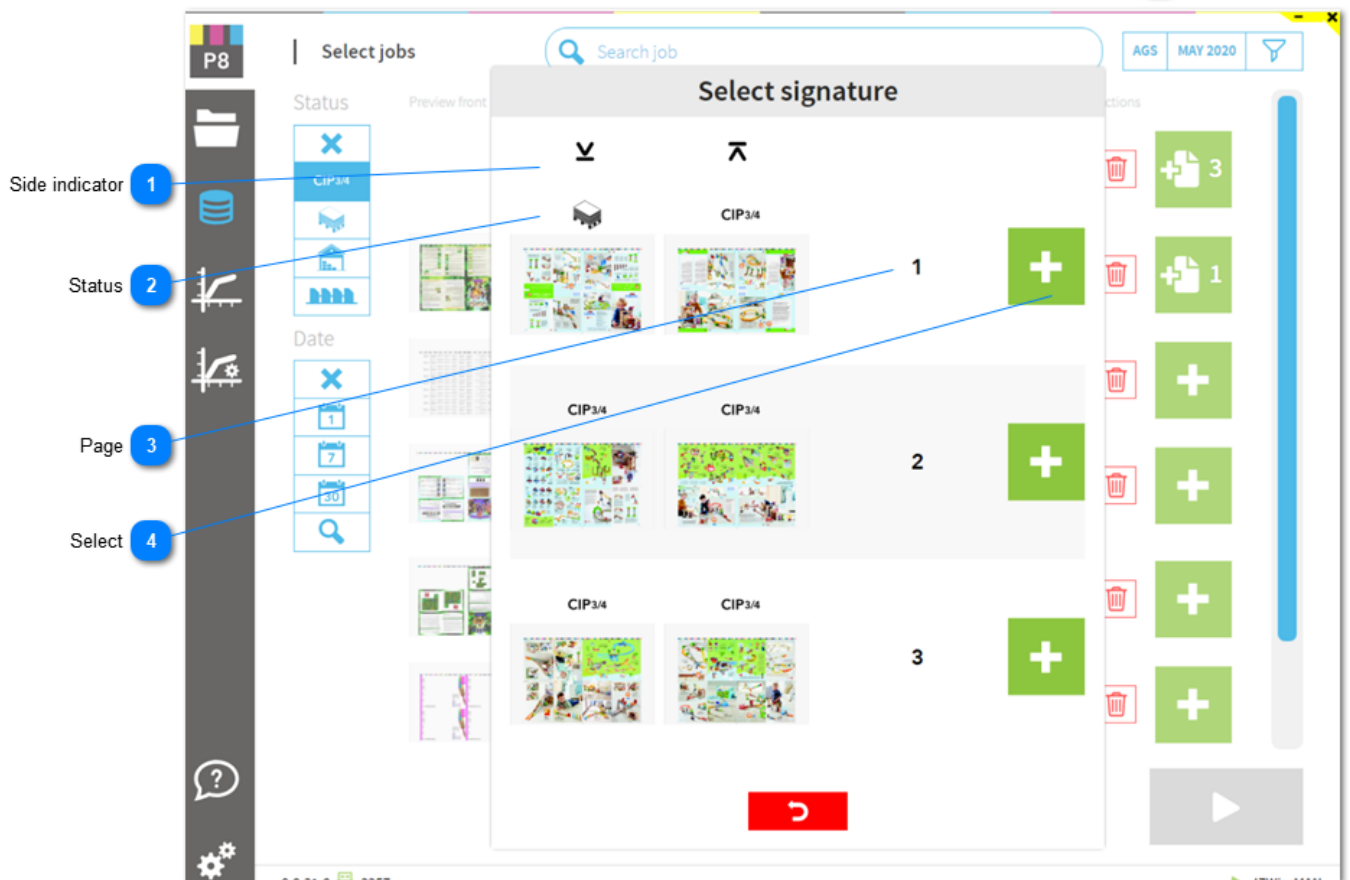 P8
Select jobs
Search job
AGS MAY 2020
Select signature
Status
Preview front
ctions
CIP3/4
3
Side indicator 1
CIP3/4
Status 2
1
1
Date
1
7
30
Page 3
CIP3/4 CIP3/4
2
Select 4
CIP3/4 CIP3/4
3
?